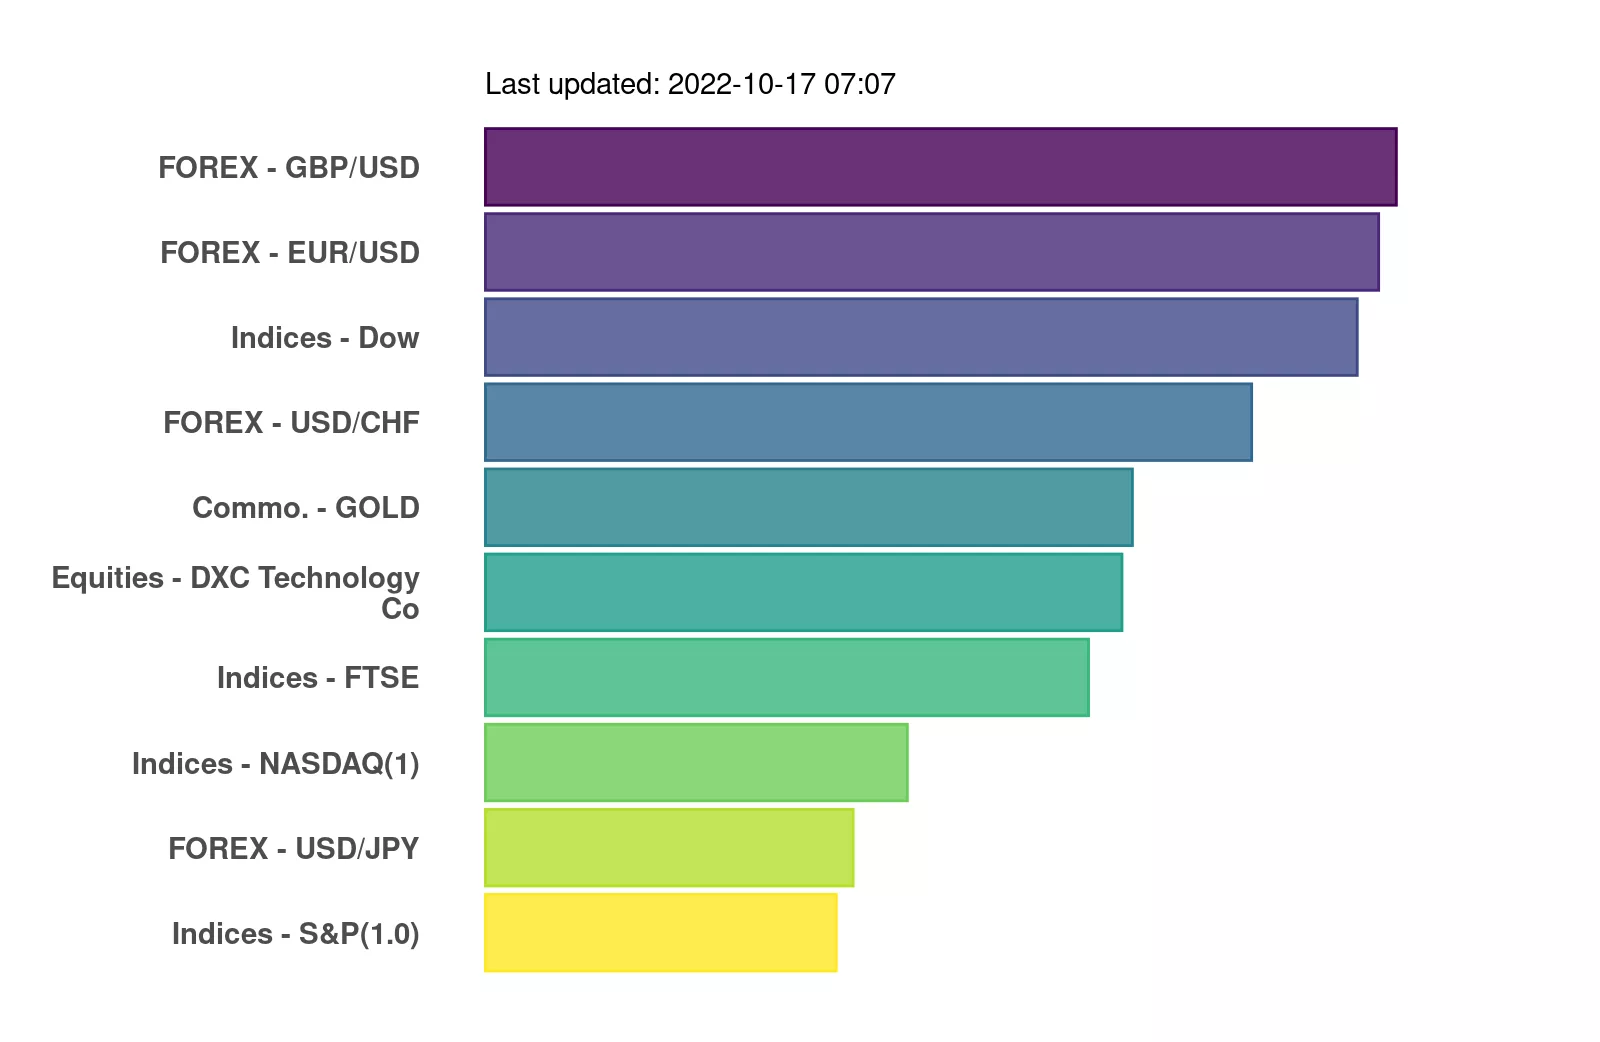 Last updated: 2022-10-17 07:07
FOREX - GBP/USD
FOREX - EUR/USD
Indices - Dow
FOREX - USD/CHF
Commo. - GOLD
Equities - DXC Technology
Co
Indices - FTSE
Indices - NASDAQ(1)
FOREX - USD/JPY
Indices - S&P(1.0)